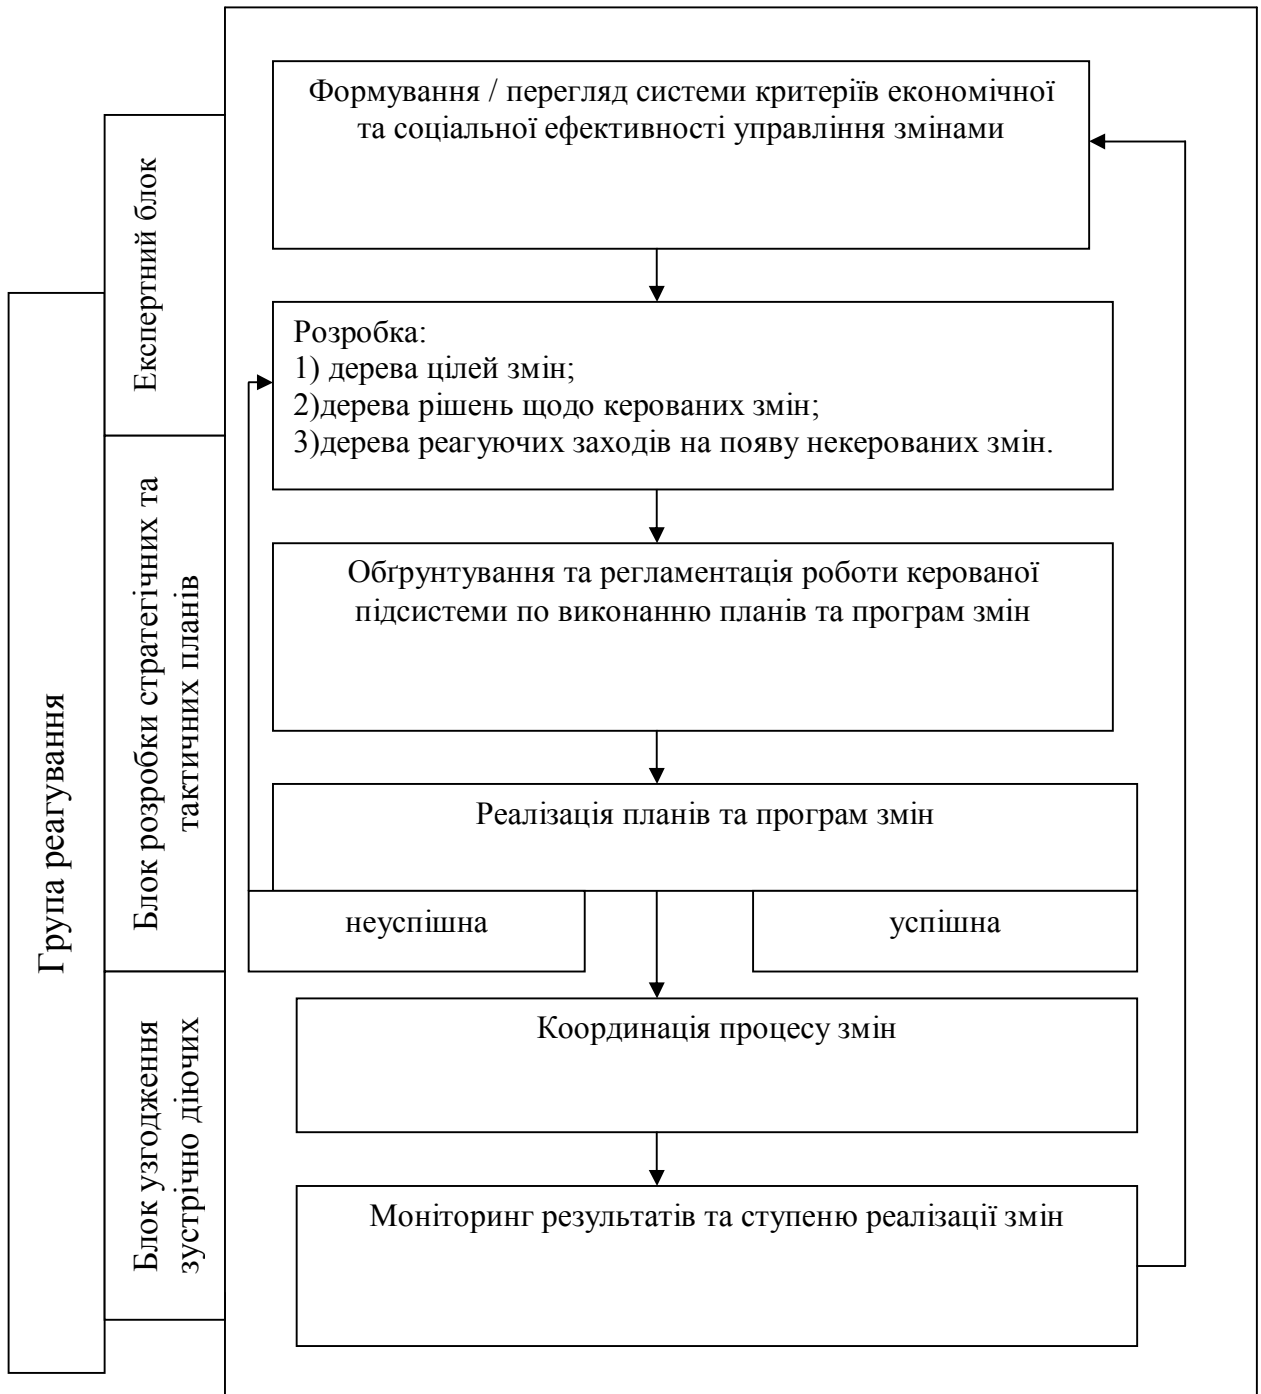 Група реагування
Експертний блок
Блок розробки стратегічних та
тактичних планів
Блок узгодження
зустрічно діючих
Формування / перегляд системи критеріїв економічної
та соціальної ефективності управління змінами
Розробка:
1) дерева цілей змін;
2)дерева рішень щодо керованих змін;
3)дерева реагуючих заходів на появу некерованих змін.
Обґрунтування та регламентація роботи керованої
підсистеми по виконанню планів та програм змін
Реалізація планів та програм змін
неуспішна
успішна
Координація процесу змін
Моніторинг результатів та ступеню реалізації змін